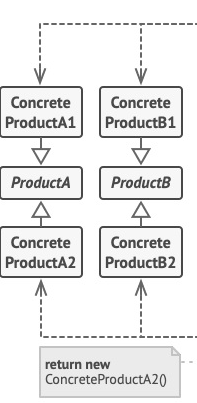 Concrete
ProductA1
Concrete
ProductB1
ProductA
ProductB
Concrete
ProductA2
Concrete
ProductB2
return new
ConcreteProductA2()